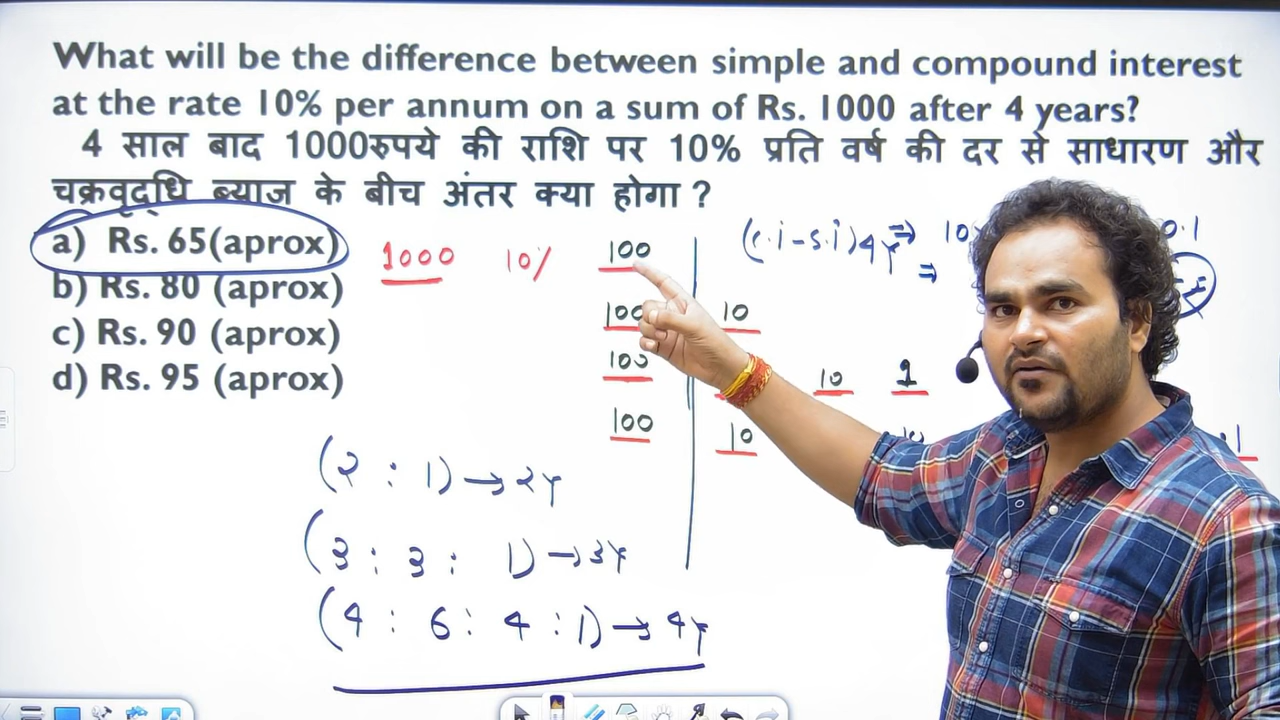 What will be the difference between simple and compound interest
at the rate 10% per annum on a sum of Rs. 1000 after 4 years?
4 साल बाद 1000रुपये की राशि पर 10% प्रति वर्ष की दर से साधारण और
चक्रवृद्धि ब्याज के बीच अंतर क्या होगा ?
a) Rs. 65(aprox)
b) Rs. 80 (aprox)
c) Rs. 90 (aprox)
d) Rs. 95 (aprox)
1000 10% 100
(c.i-s.i)4Y ⇒
⇒
100 10
100 10 1
100 10
(2 : 1) → 2Y
(3 : 3 : 1) → 3Y
(4 : 6 : 4 : 1) → 4Y